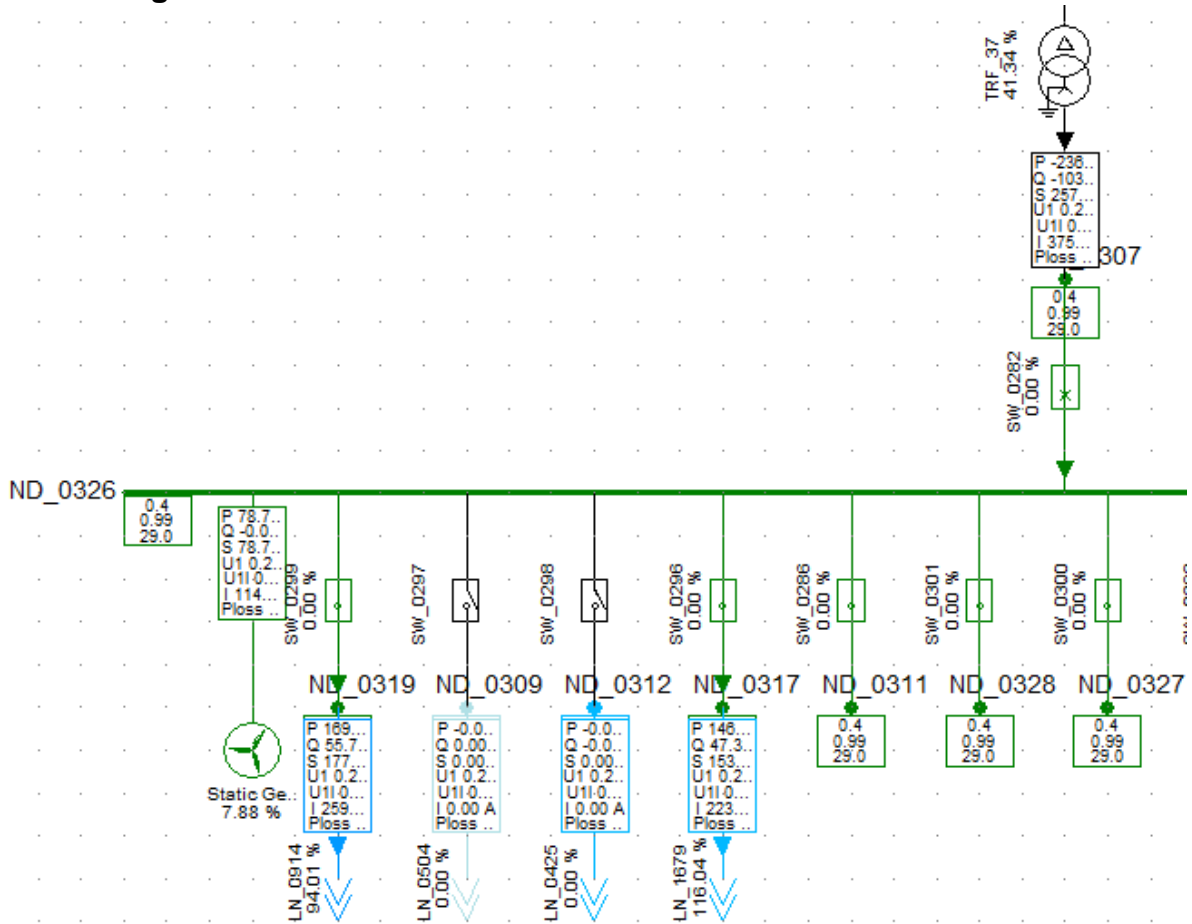 TRF_37
41.34 %
P -236..
Q -103..
S 257...
U1 0.2...
U1l 0...
I 375...
Ploss ..
307
0.4
0.99
29.0
SW_0282
0.00 %
ND_0326
0.4
0.99
29.0
P 78.7..
Q -0.0..
S 78.7..
U1 0.2..
U1l 0...
I 114...
Ploss ..
SW_0299
0.00 %
SW_0297
SW_0298
SW_0296
0.00 %
SW_0286
0.00 %
SW_0301
0.00 %
SW_0300
0.00 %
ND_0319
ND_0309
ND_0312
ND_0317
ND_0311
ND_0328
ND_0327
P 169...
Q 55.7..
S 177...
U1 0.2..
U1l 0...
I 259...
Ploss ..
P -0.0..
Q 0.00..
S 0.00..
U1 0.2..
U1l 0...
I 0.00 A
Ploss ..
P -0.0..
Q -0.0..
S 0.00..
U1 0.2..
U1l 0...
I 0.00 A
Ploss ..
P 146...
Q 47.3..
S 153...
U1 0.2..
U1l 0...
I 223...
Ploss ..
0.4
0.99
29.0
0.4
0.99
29.0
0.4
0.99
29.0
Static Ge..
7.88 %
LN_0914
94.01 %
LN_0504
0.00 %
LN_0425
0.00 %
LN_1679
116.04 %